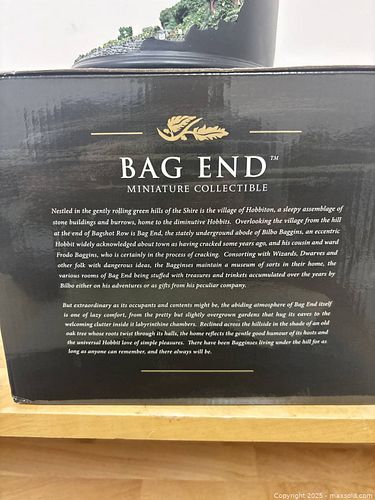 BAG END™
MINIATURE COLLECTIBLE
Nestled in the gently rolling green hills of the Shire is the village of Hobbiton, a sleepy assemblage of
stone buildings and burrows, home to the diminutive Hobbits. Overlooking the village from the hill
at the end of Bagshot Row is Bag End, the stately underground abode of Bilbo Baggins, an eccentric
Hobbit widely acknowledged about town as having cracked some years ago, and his cousin and ward
Frodo Baggins, who is certainly in the process of cracking. Consorting with Wizards, Dwarves and
other folk with dangerous ideas, the Bagginses maintain a museum of sorts in their home, the
various rooms of Bag End being stuffed with treasures and trinkets accumulated over the years by
Bilbo either on his adventures or as gifts from his peculiar company.
But extraordinary as its occupants and contents might be, the abiding atmosphere of Bag End itself
is one of lazy comfort, from the pretty but slightly overgrown gardens that hug its eaves to the
welcoming clutter inside it labyrinthine chambers. Reclined across the hillside in the shade of an old
oak tree whose roots twist through its halls, the home reflects the gentle good humour of its hosts and
the universal Hobbit love of simple pleasures. There have been Bagginses living under the hill for as
long as anyone can remember, and there always will be.
Copyright 2025 - maxsold.com